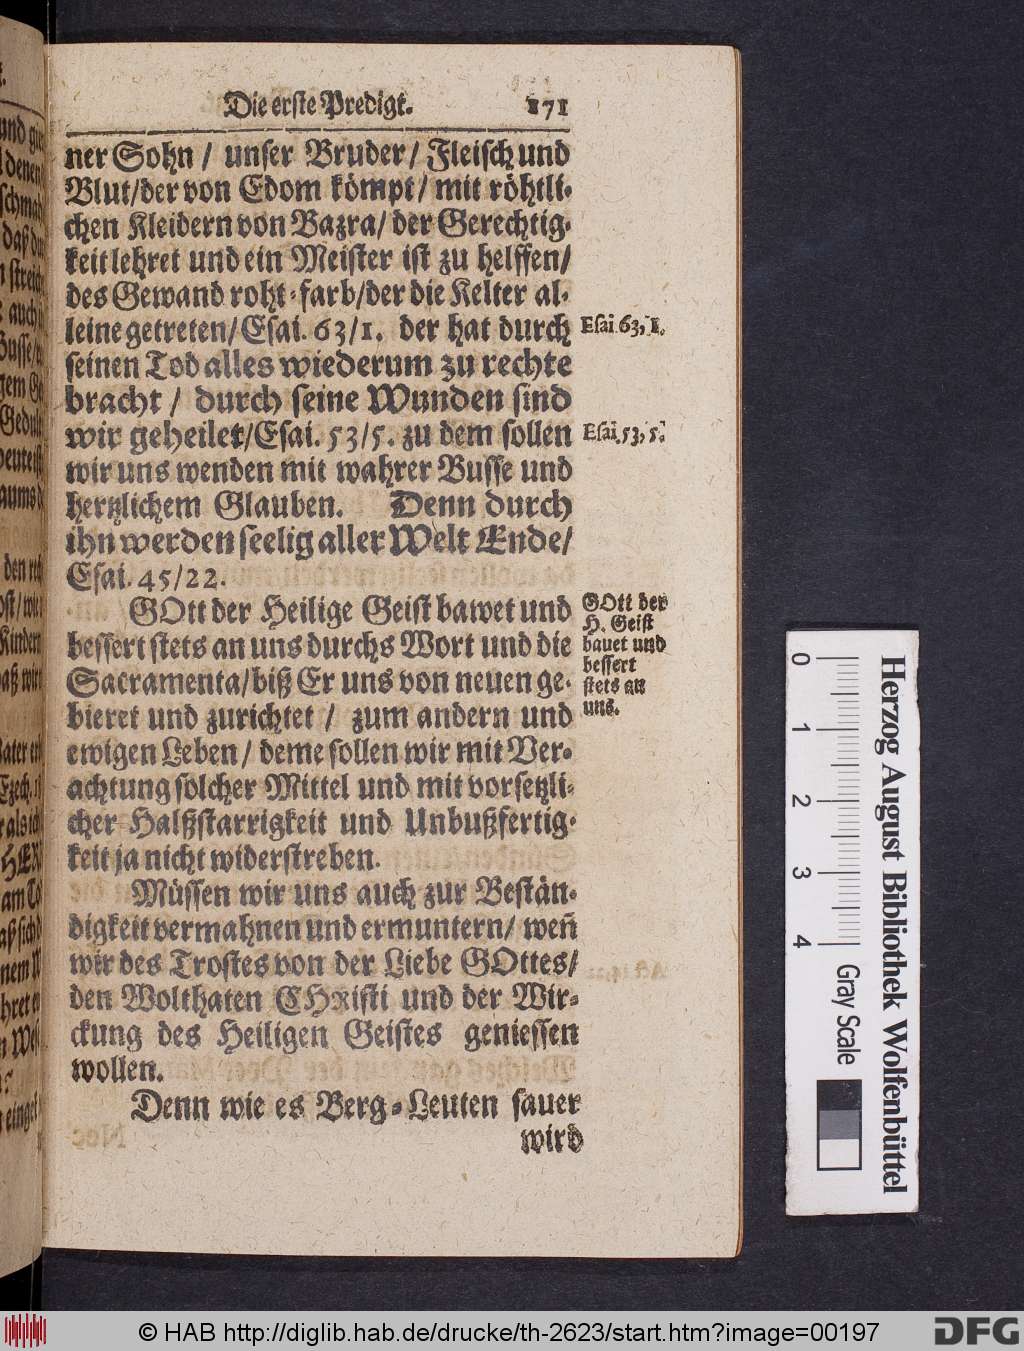 Die erste Predigt. 171
ner Sohn / unser Bruder / Fleisch und
Blut/der von Edom kömpt/ mit röhtli-
chen Kleidern von Bazra/ der Gerechtig-
keit lehret und ein Meister ist zu helffen/
des Gewand roht-farb/der die Kelter al-
leine getreten/Esai. 63/1. der hat durch
seinen Tod alles wiederum zu rechte
bracht / durch seine Wunden sind
wir geheilet/Esai. 53/5. zu dem sollen
wir uns wenden mit wahrer Busse und
hertzlichem Glauben. Denn durch
ihn werden seelig aller Welt Ende/
Esai. 45/22.
GOtt der Heilige Geist bawet und
bessert stets an uns durchs Wort und die
Sacramenta/biß Er uns von neuen ge-
bieret und zurichtet / zum andern und
ewigen Leben/ deme sollen wir mit Ver-
achtung solcher Mittel und mit vorsetzli-
cher Halßstarrigkeit und Unbußfertig-
keit ja nicht widerstreben.
Müssen wir uns auch zur Bestän-
digkeit vermahnen und ermuntern/ weñ
wir des Trostes von der Liebe GOttes/
den Wolthaten CHristi und der Wir-
ckung des Heiligen Geistes geniessen
wollen.
Denn wie es Berg-Leuten sauer
wird
Esai 63, 1.
Esai 53, 5.
GOtt der
H. Geist
bauet und
bessert
stets an
uns.
Herzog August Bibliothek Wolfenbüttel
0 1 2 3 4 Gray Scale
© HAB http://diglib.hab.de/drucke/th-2623/start.htm?image=00197
DFG